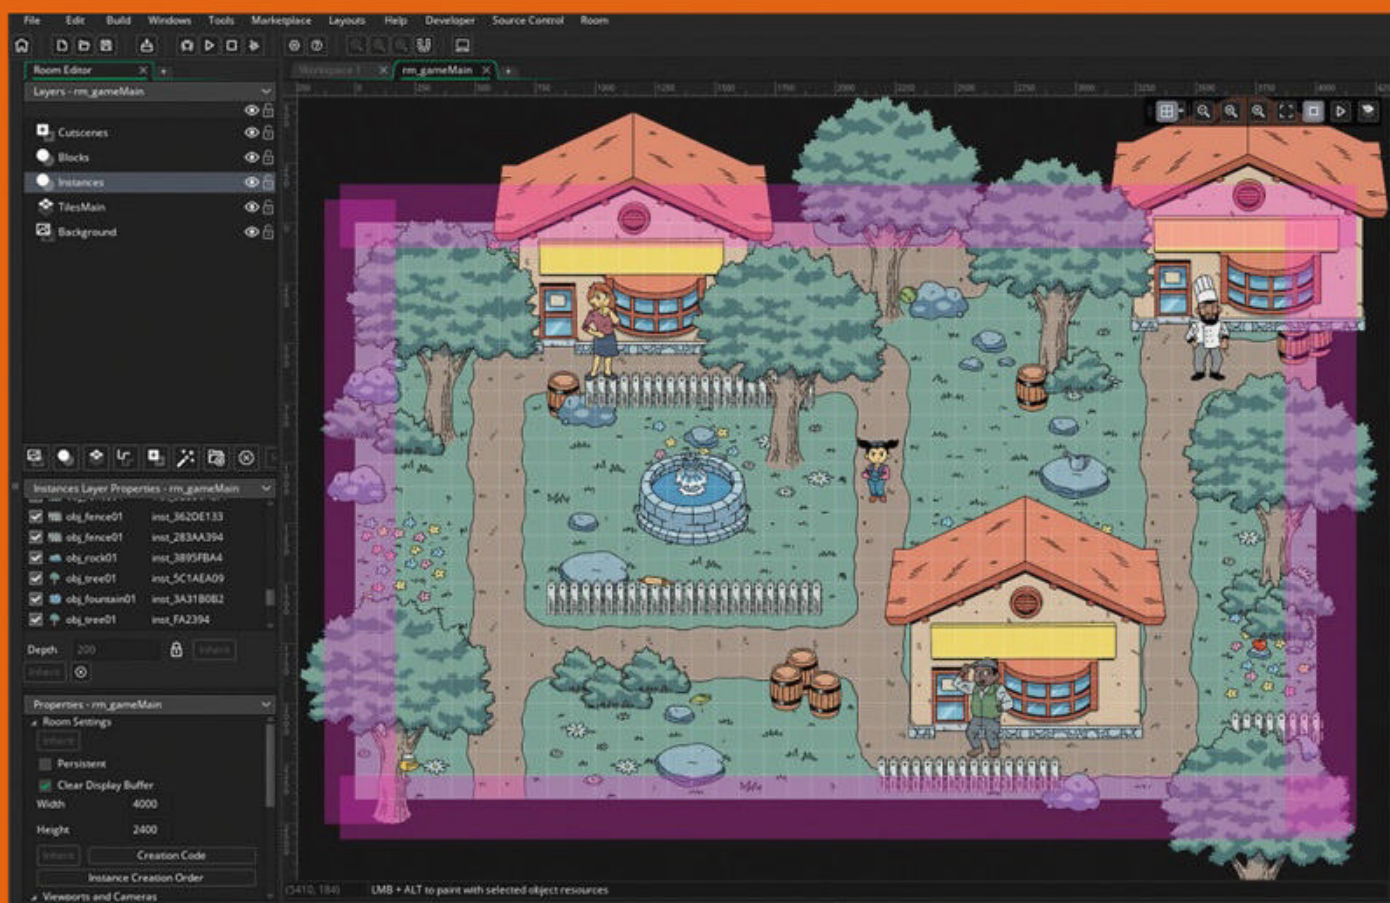 File Edit Build Windows Tools Marketplace Layouts Help Developer Source Control Room
Room Editor
Workspace 1
rm_gameMain
Layers - rm_gameMain
Cutscenes
Blocks
Instances
TilesMain
Background
Instances Layer Properties - rm_gameMain
obj_fence01 inst_362DE133
obj_fence01 inst_283AA394
obj_rock01 inst_3895FBA4
obj_tree01 inst_5C1AEA09
obj_fountain01 inst_3A31B0B2
obj_tree01 inst_FA2394
Depth 200 Inherit
Inherit
Properties - rm_gameMain
Room Settings
Inherit
Persistent
Clear Display Buffer
Width 4000
Height 2400
Inherit Creation Code
Instance Creation Order
Viewports and Cameras
(5410, 184) LMB + ALT to paint with selected object resources